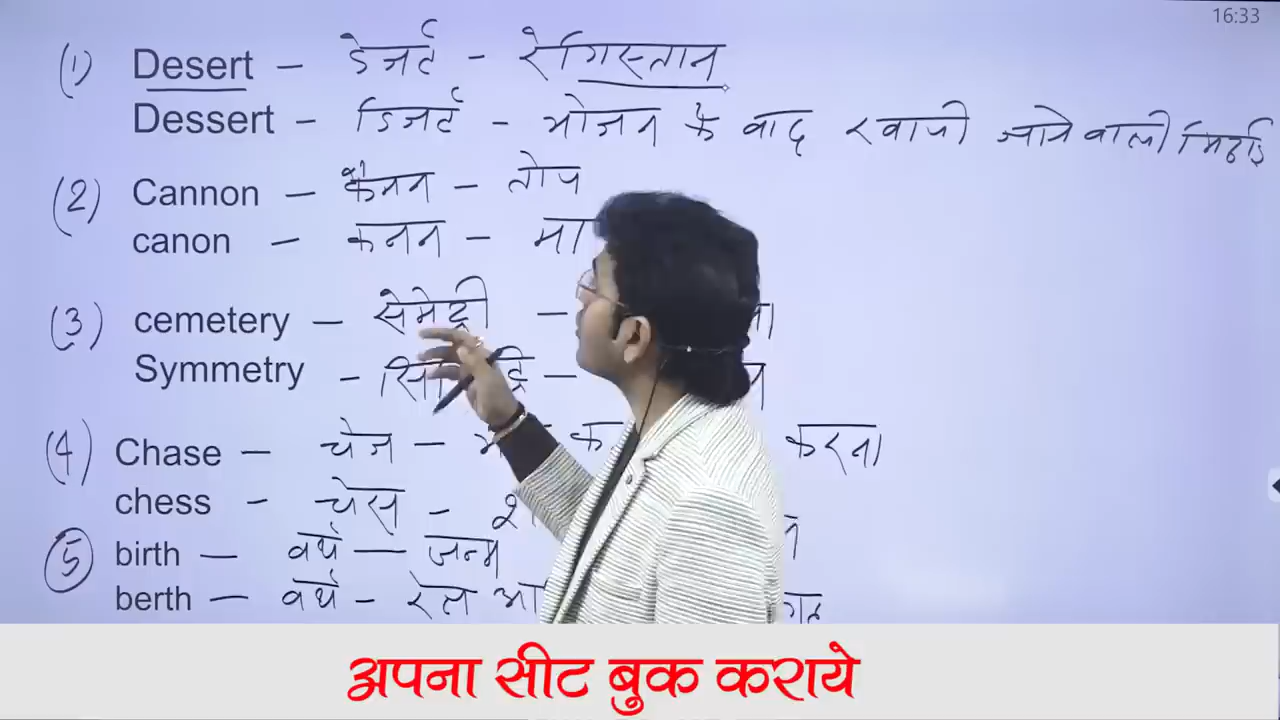 16:33
(1) Desert – डेजर्ट – रेगिस्तान
Dessert – डिजर्ट – भोजन के बाद खायी जाने वाली मिठाई
(2) Cannon – कैनन – तोप
canon – कनन – मा
(3) cemetery – सेमेट्री –
Symmetry –
(4) Chase – चेज – करना
chess - चेस -
(5) birth – बर्थ – जन्म
berth – बर्थ – रेल
अपना सीट बुक कराये